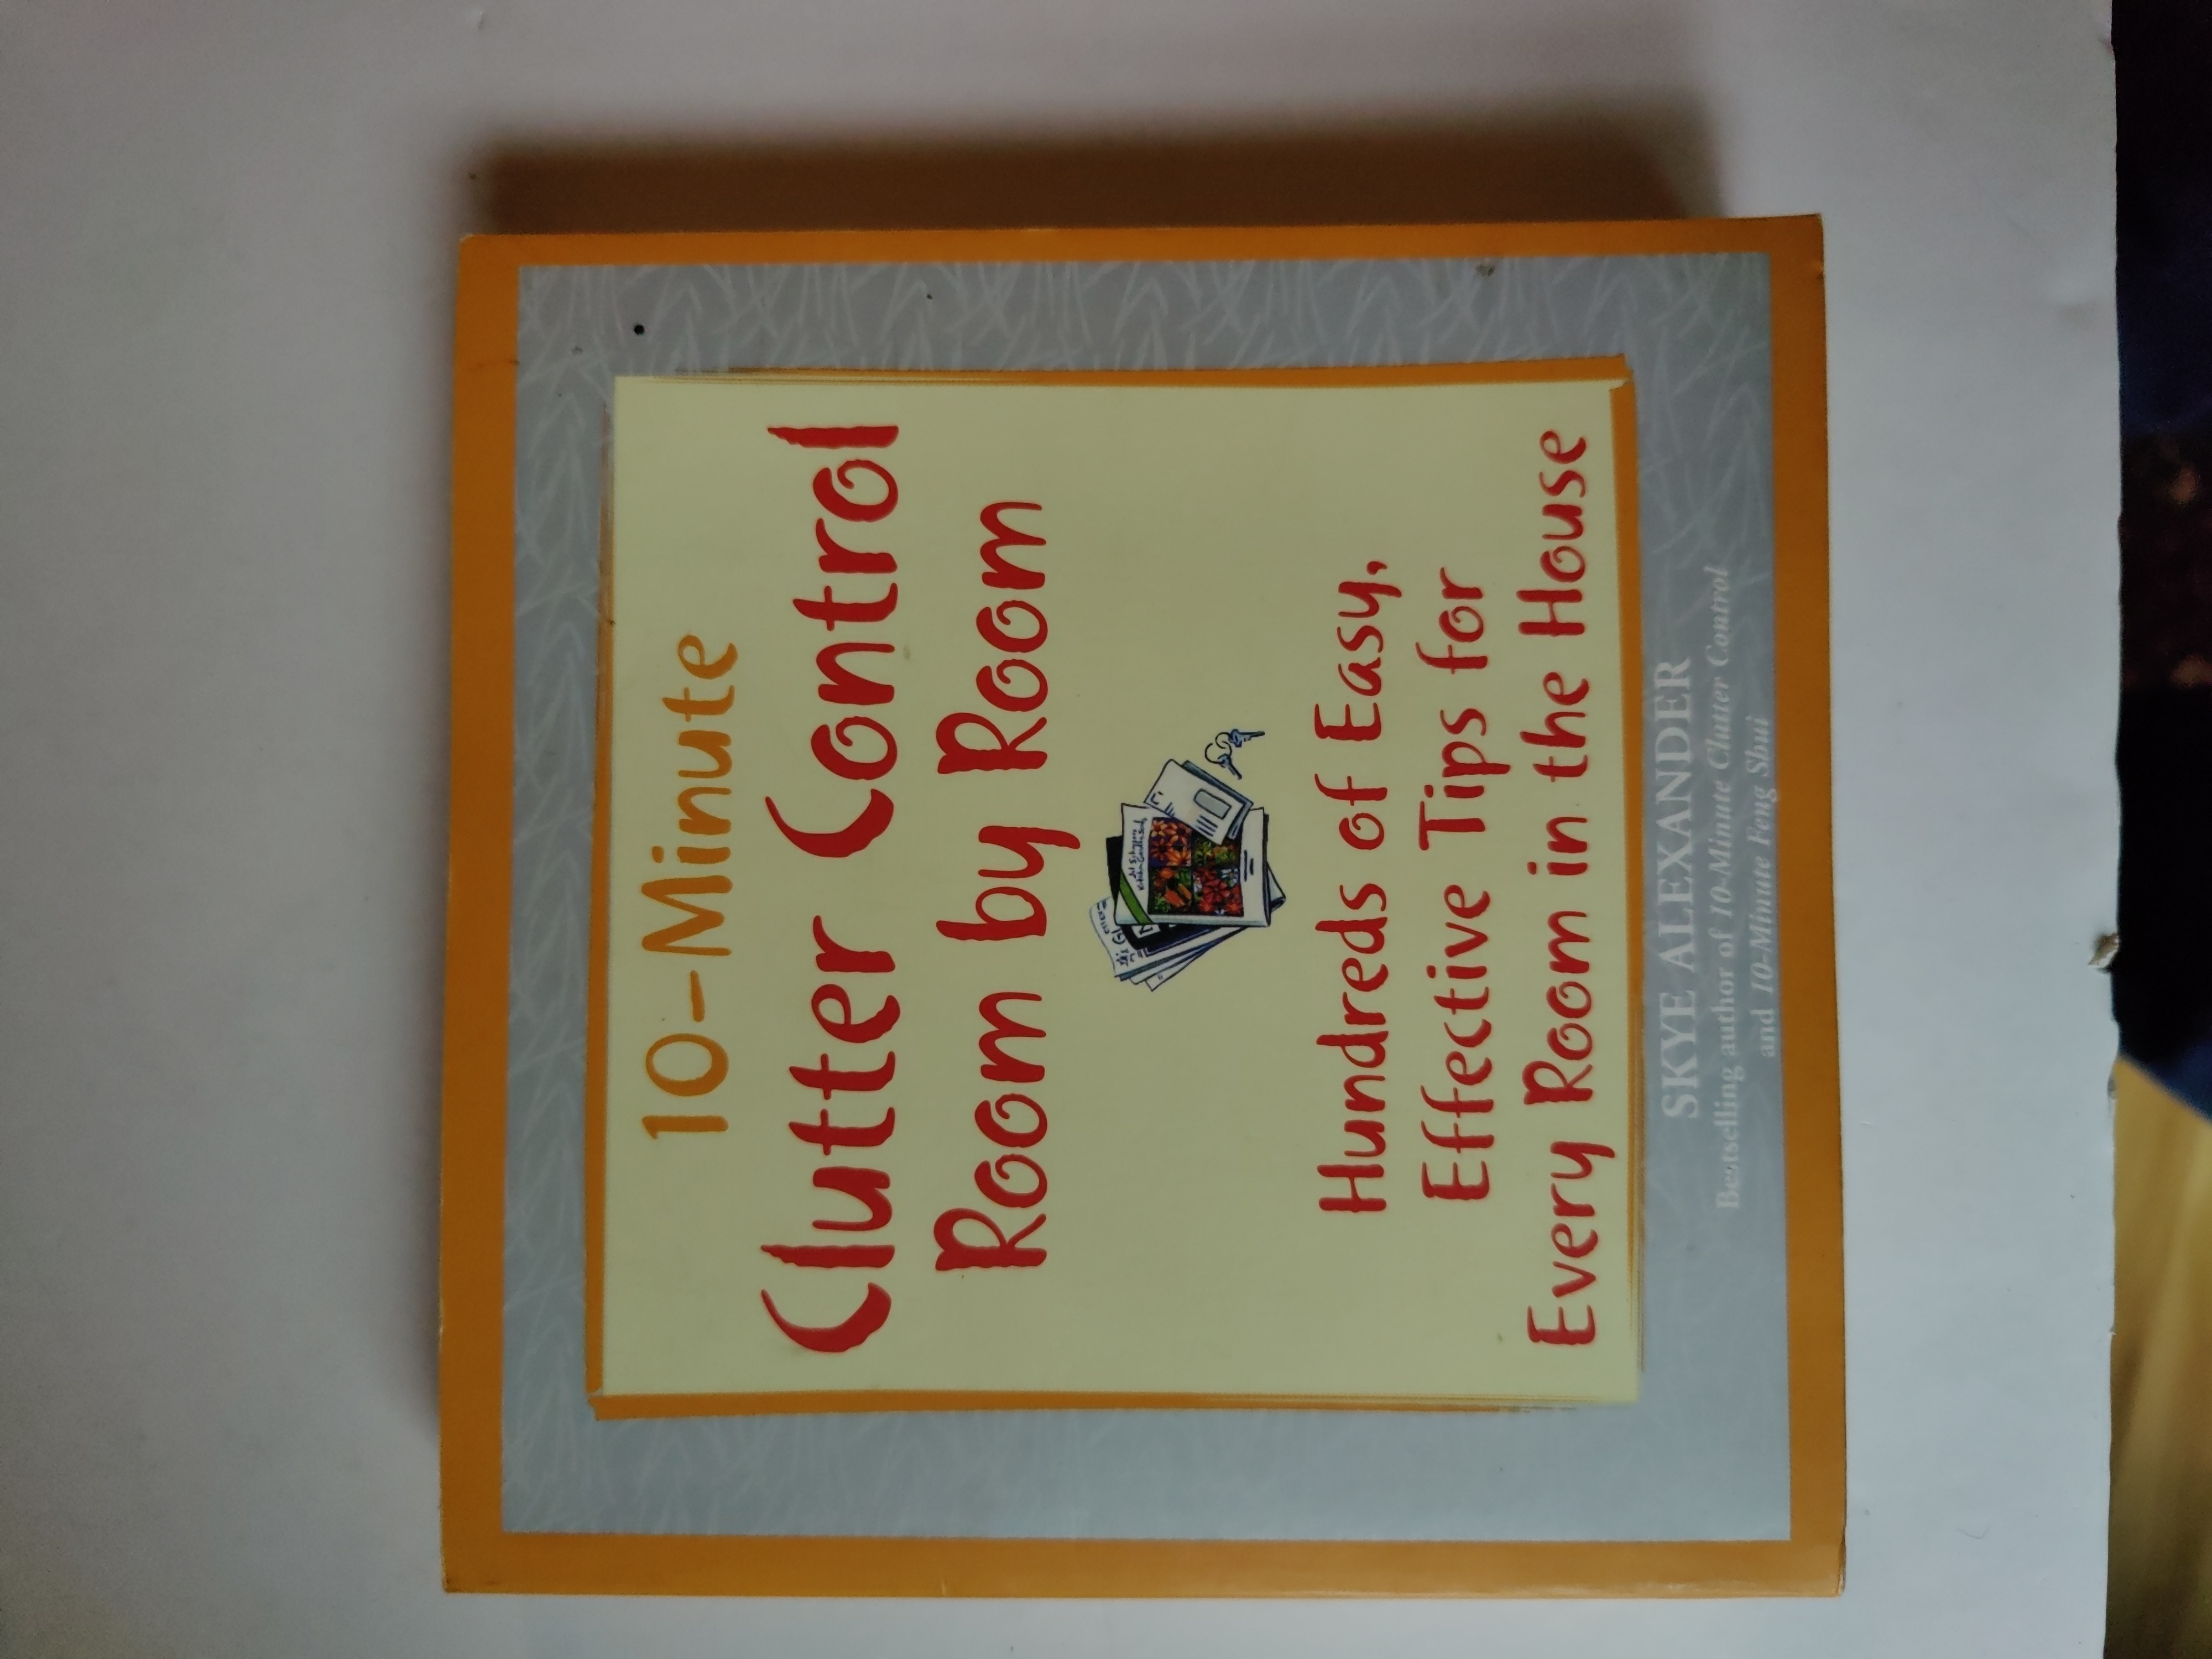 10-Minute
Clutter Control
Room by Room
Hundreds of Easy,
Effective Tips for
Every Room in the House
SKYE ALEXANDER
Bestselling author of 10-Minute Clutter Control
and 10-Minute Feng Shui